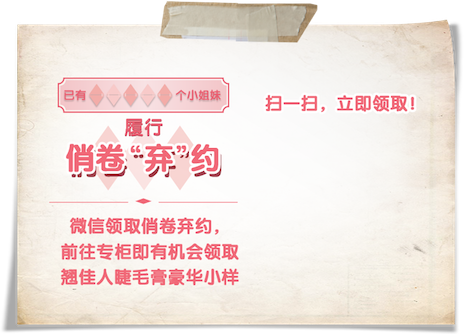 已有 个小姐妹
履行
俏卷“弃”约
微信领取俏卷弃约，
前往专柜即有机会领取
翘佳人睫毛膏豪华小样
扫一扫，立即领取！